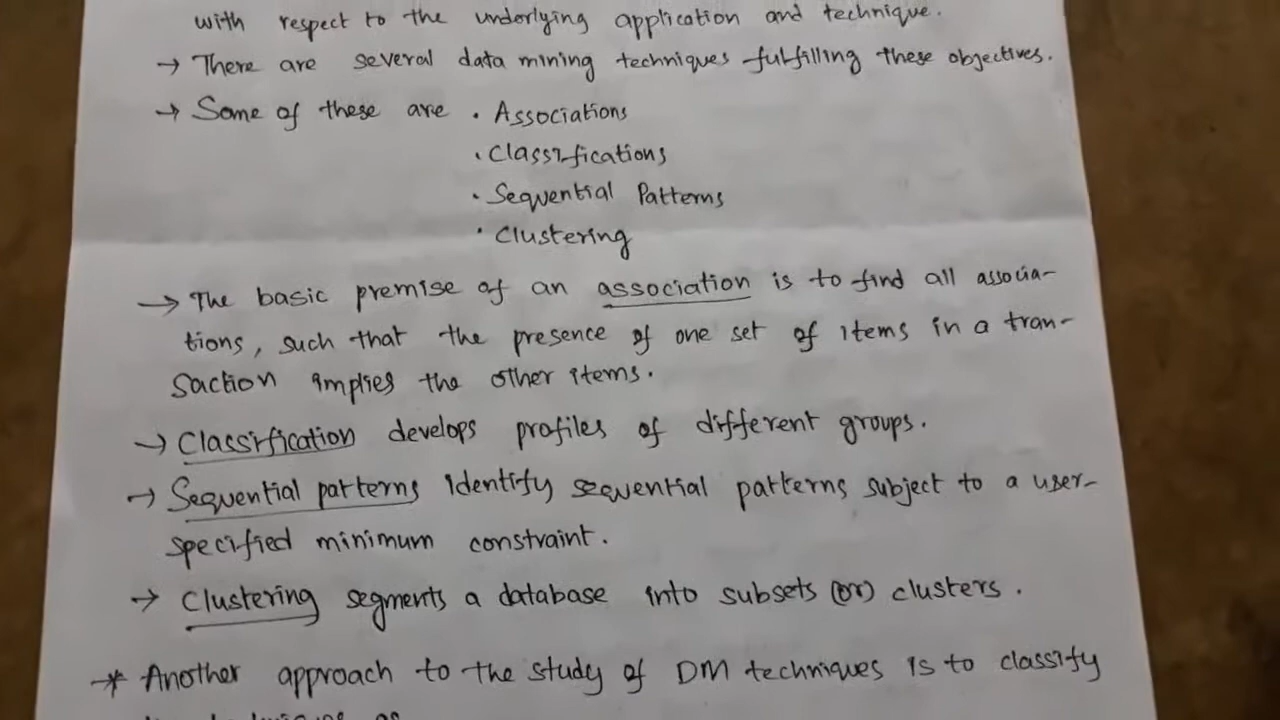 with respect to the underlying application and technique.
→ There are several data mining techniques fulfilling these objectives.
→ Some of these are • Associations
• Classifications
• Sequential Patterns
• Clustering
→ The basic premise of an association is to find all associa-
tions, such that the presence of one set of items in a tran-
saction implies the other items.
→ Classification develops profiles of different groups.
→ Sequential patterns identify sequential patterns subject to a user-
specified minimum constraint.
→ Clustering segments a database into subsets (or) clusters.
* Another approach to the study of DM techniques is to classify